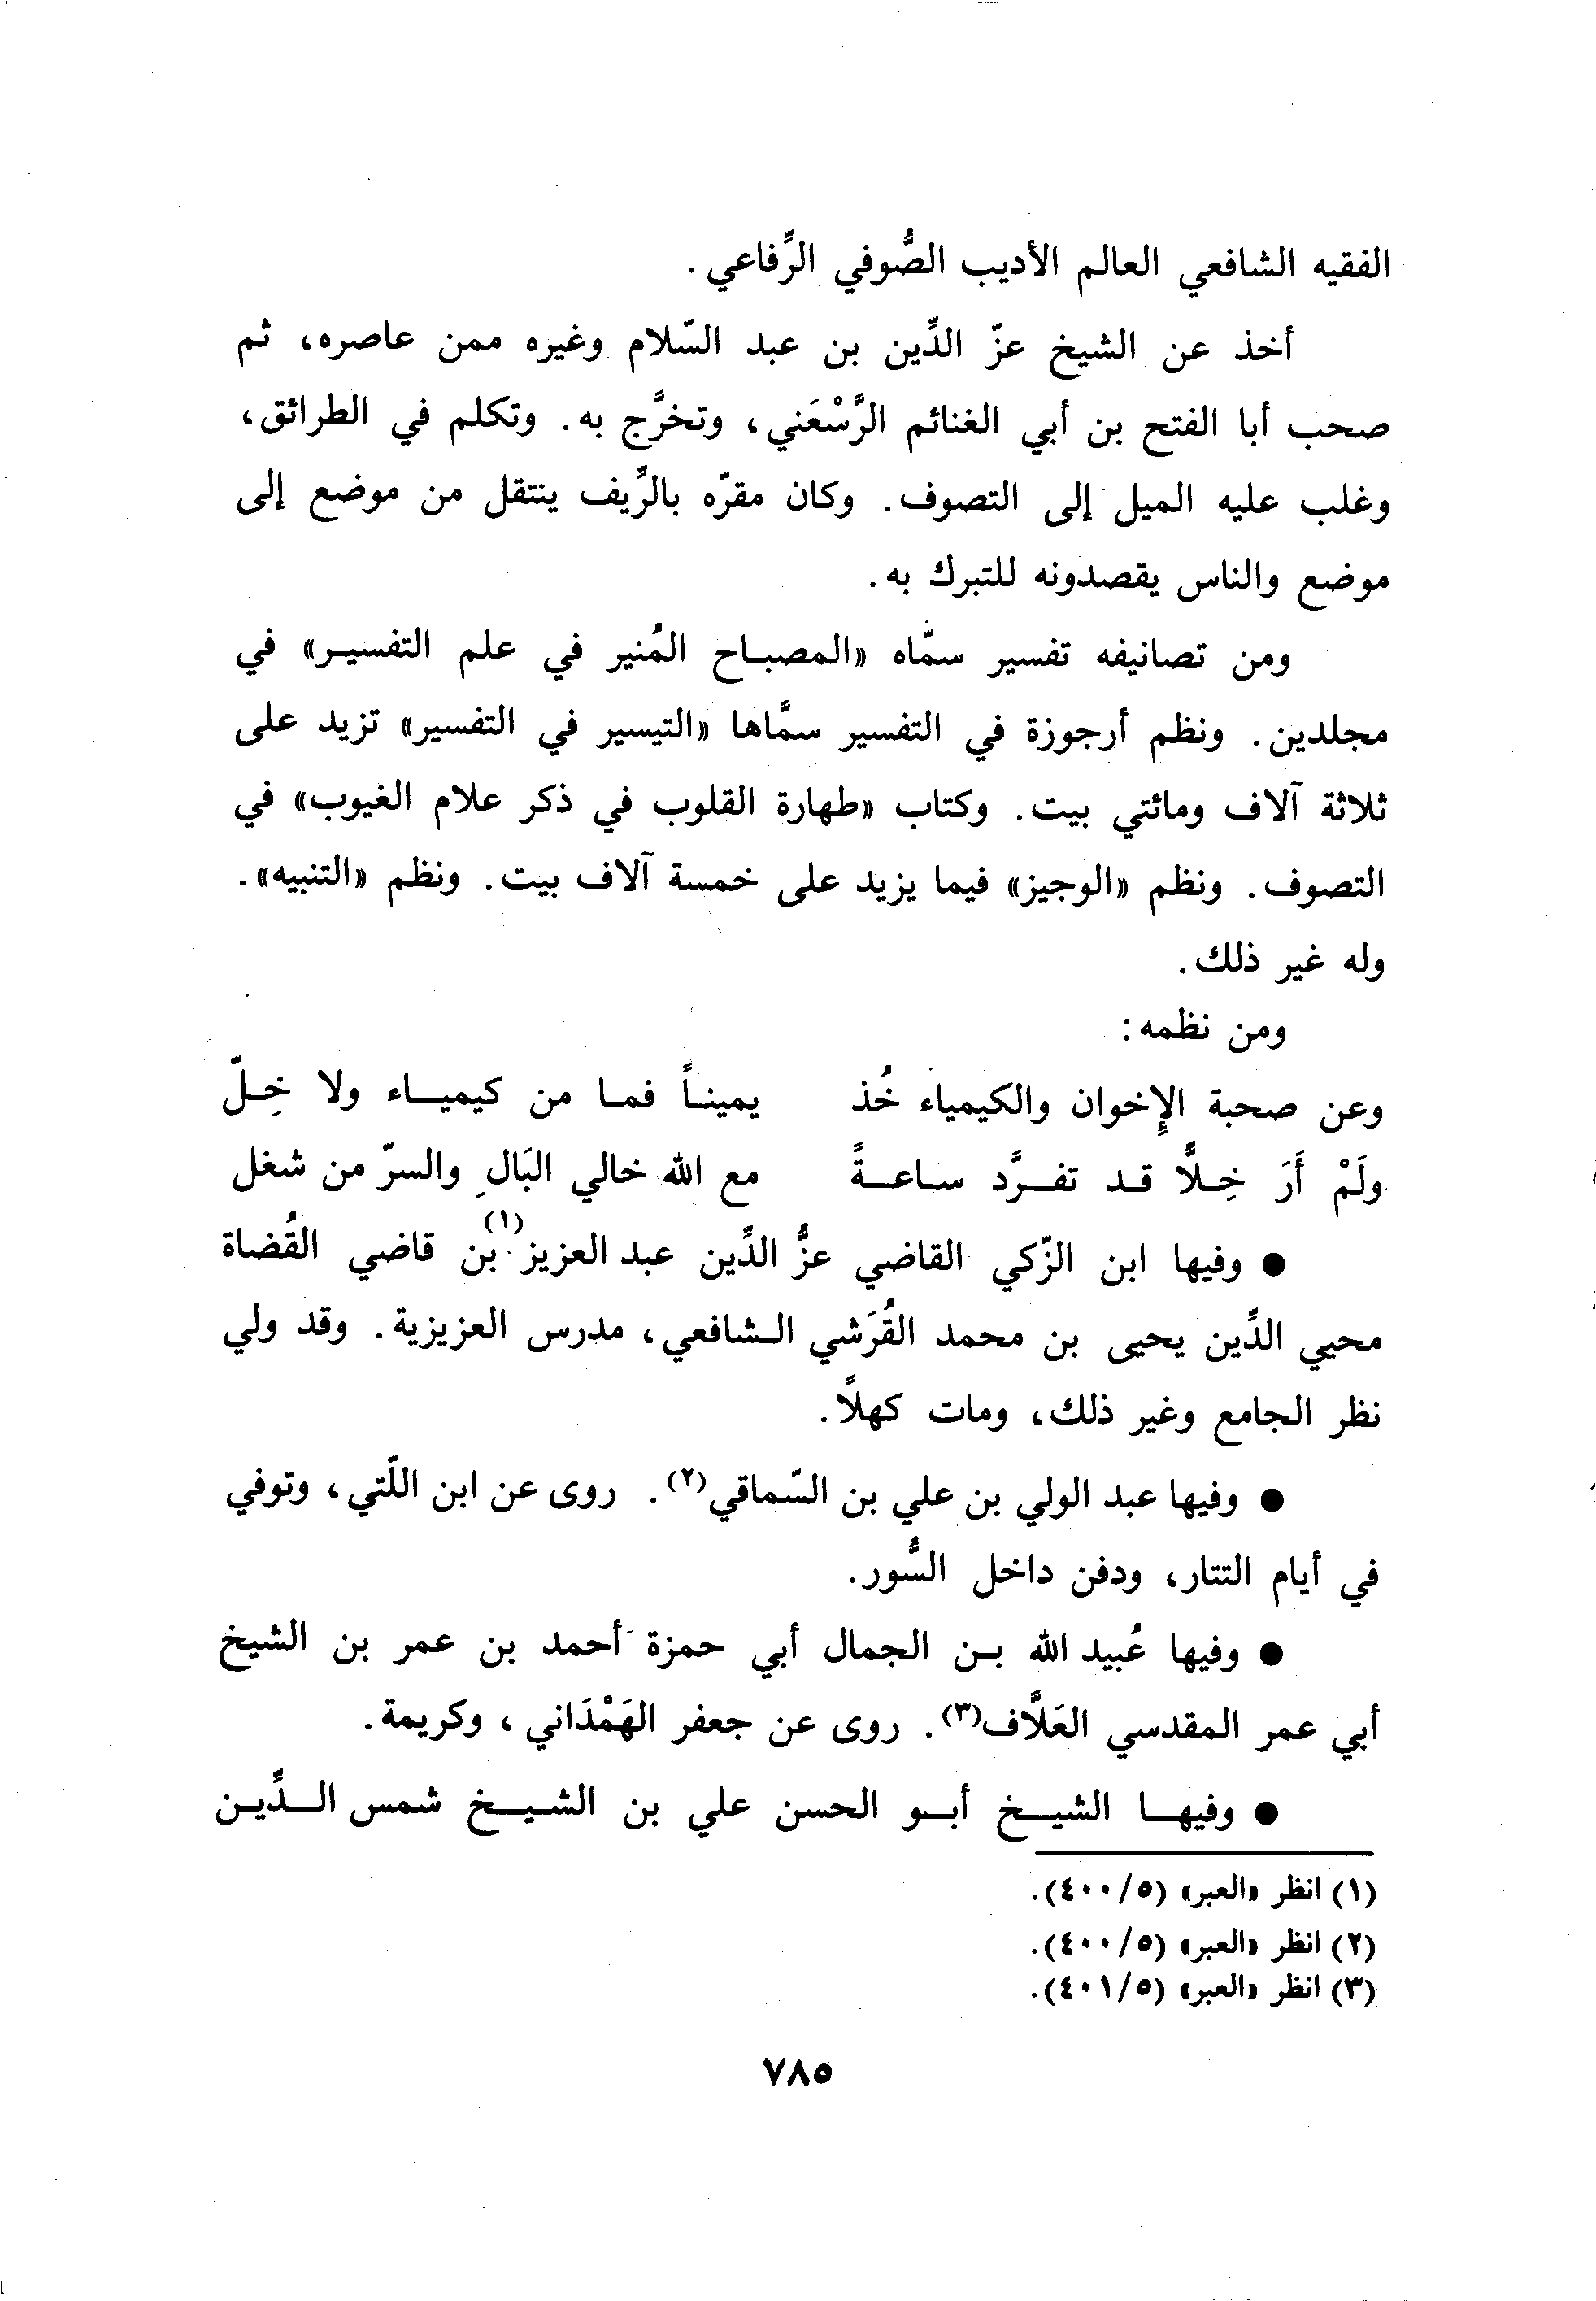 الفقيه الشافعي العالم الأديب الصُّوفي الرِّفاعي.
أخذ عن الشيخ عزّ الدِّين بن عبد السّلام وغيره ممن عاصره، ثم
صحب أبا الفتح بن أبي الغنائم الرَّسْعَني، وتخرَّج به. وتكلم في الطرائق،
وغلب عليه الميل إلى التصوف. وكان مقرّه بالرِّيف ينتقل من موضع إلى
موضع والناس يقصدونه للتبرك به.
ومن تصانيفه تفسير سمّاه «المصباح المُنير في علم التفسير» في
مجلدين. ونظم أرجوزة في التفسير سمَّاها «التيسير في التفسير» تزيد على
ثلاثة آلاف ومائتي بيت. وكتاب «طهارة القلوب في ذكر علام الغيوب» في
التصوف. ونظم «الوجيز» فيما يزيد على خمسة آلاف بيت. ونظم «التنبيه».
وله غير ذلك.
ومن نظمه:
وعن صحبة الإِخوان والكيمياء خُذ يميناً فما من كيمياء ولا خِلّ
ولَمْ أَرَ خِلاًّ قد تفرَّد ساعةً مع الله خالي البَالِ والسرّ من شغل
● وفيها ابن الزّكي القاضي عزُّ الدِّين عبد العزيز(١) بن قاضي القُضاة
محيي الدِّين يحيى بن محمد القُرَشي الشافعي، مدرس العزيزية. وقد ولي
نظر الجامع وغير ذلك، ومات كهلاً.
● وفيها عبد الولي بن علي بن السّماقي(٢). روى عن ابن اللّتي، وتوفي
في أيام التتار، ودفن داخل السُّور.
● وفيها عُبيد الله بن الجمال أبي حمزة أحمد بن عمر بن الشيخ
أبي عمر المقدسي العَلَّاف(٣). روى عن جعفر الهَمْدَاني، وكريمة.
● وفيها الشيخ أبو الحسن علي بن الشيخ شمس الدِّين
(١) انظر «العبر» (٥/٤٠٠).
(٢) انظر «العبر» (٥/٤٠٠).
(٣) انظر «العبر» (٥/٤٠١).
٧٨٥